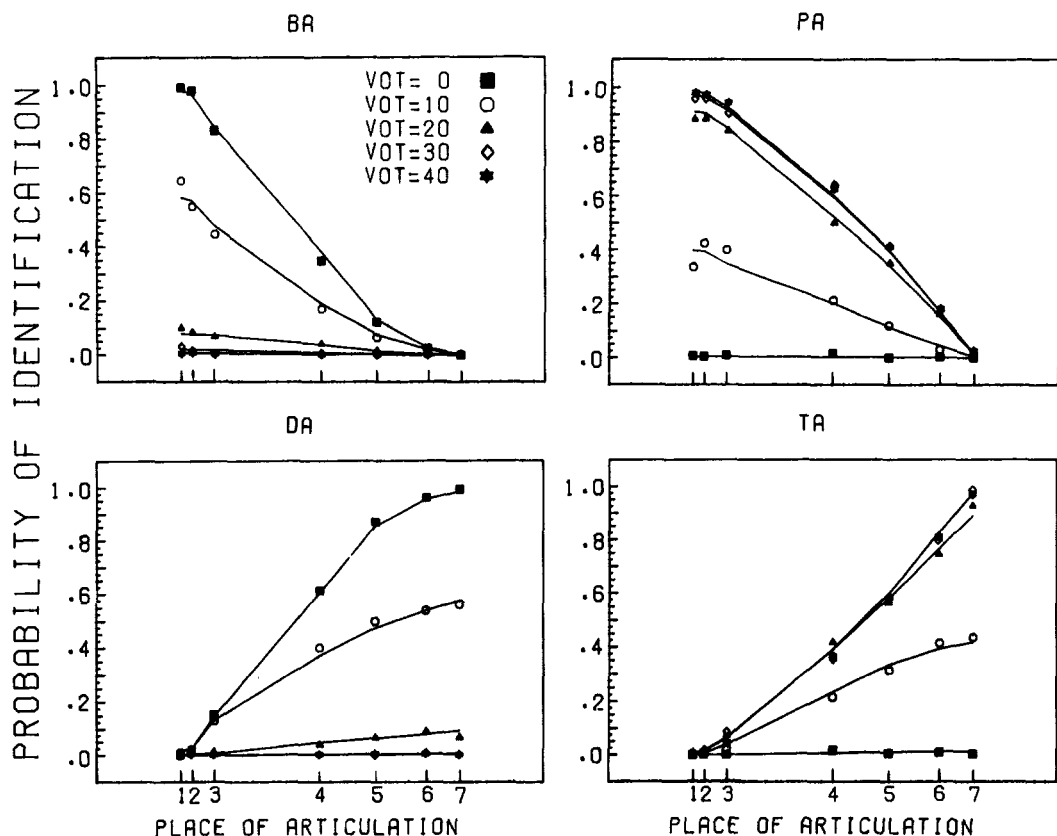 BA
PA
PROBABILITY OF IDENTIFICATION
1.0
.8
.6
.4
.2
.0
VOT= 0
VOT=10
VOT=20
VOT=30
VOT=40
1.0
.8
.6
.4
.2
.0
DA
TA
1.0
.8
.6
.4
.2
.0
12 3 4 5 6 7
PLACE OF ARTICULATION
1.0
.8
.6
.4
.2
.0
12 3 4 5 6 7
PLACE OF ARTICULATION